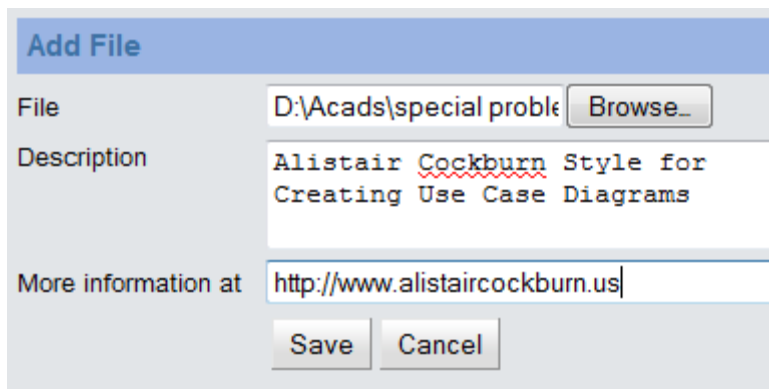 Add File
File D:\Acads\special proble Browse...
Description Alistair Cockburn Style for
Creating Use Case Diagrams
More information at http://www.alistaircockburn.us
Save Cancel